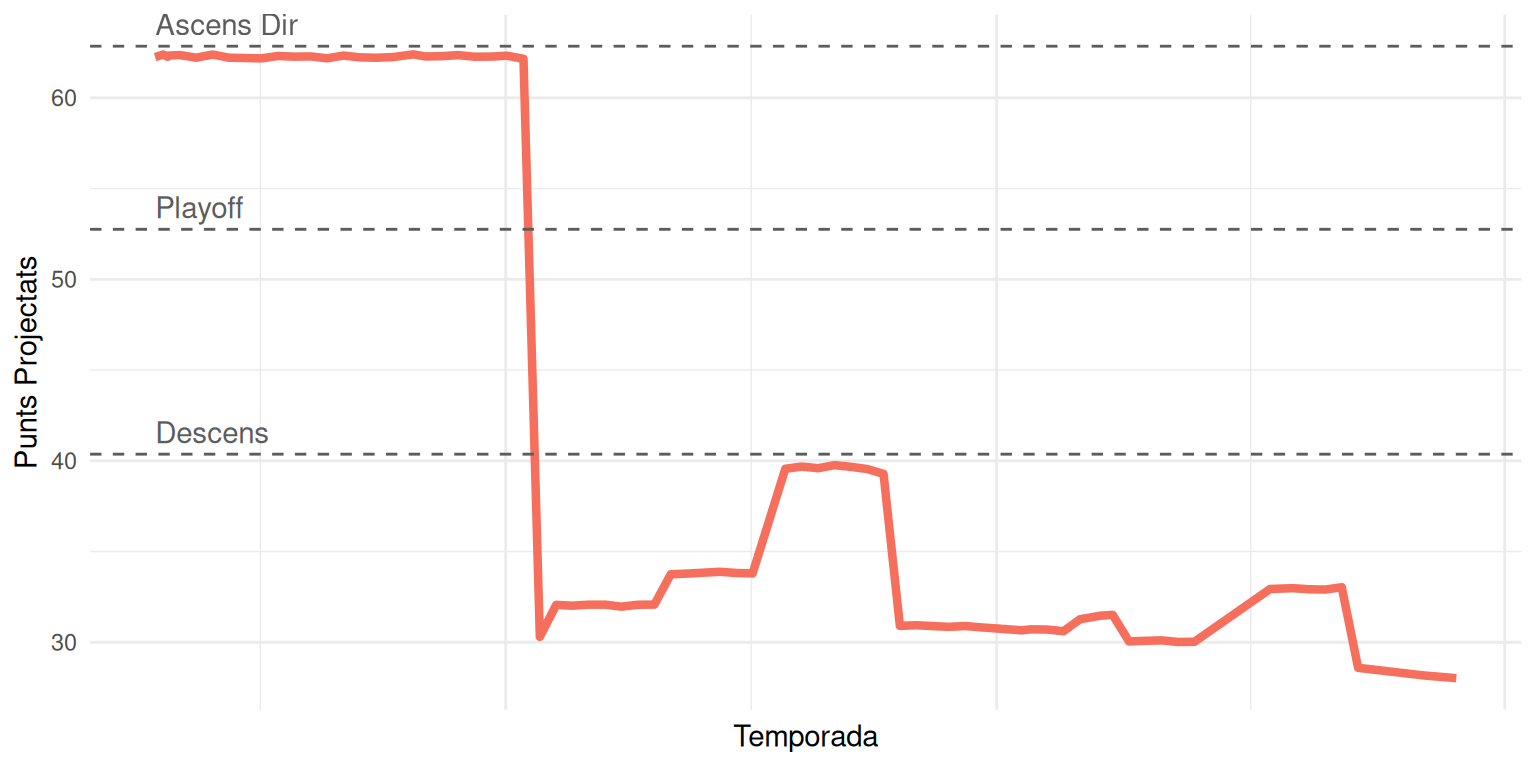 Ascens Dir
60
Playoff
50
Descens
40
30
Punts Projectats
Temporada